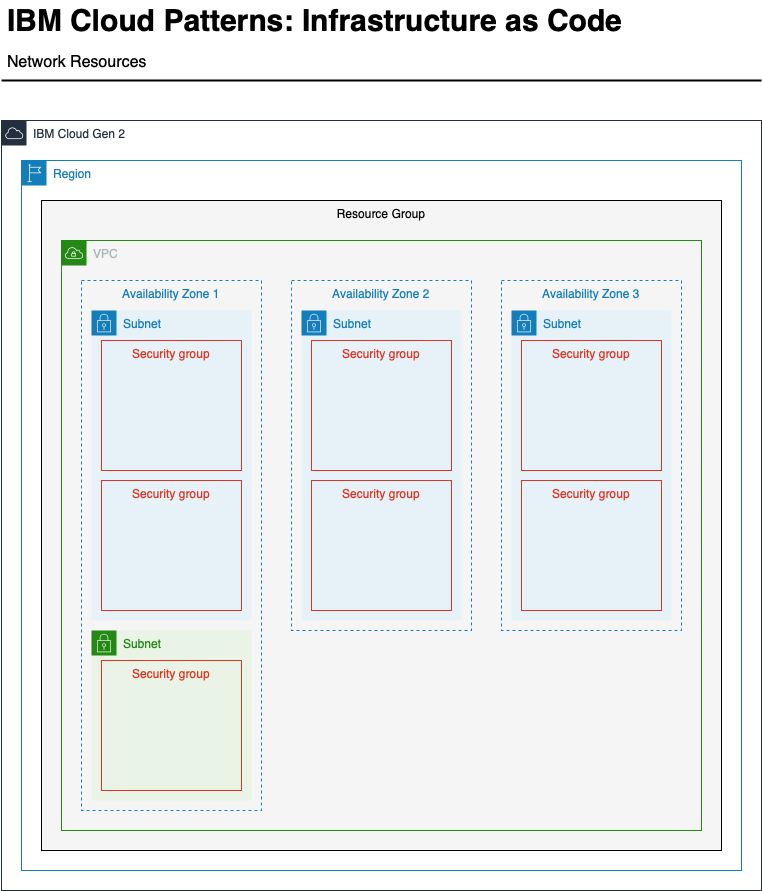 IBM Cloud Patterns: Infrastructure as Code
Network Resources
IBM Cloud Gen 2
Region
Resource Group
VPC
Availability Zone 1
Subnet
Security group
Security group
Subnet
Security group
Availability Zone 2
Subnet
Security group
Security group
Availability Zone 3
Subnet
Security group
Security group